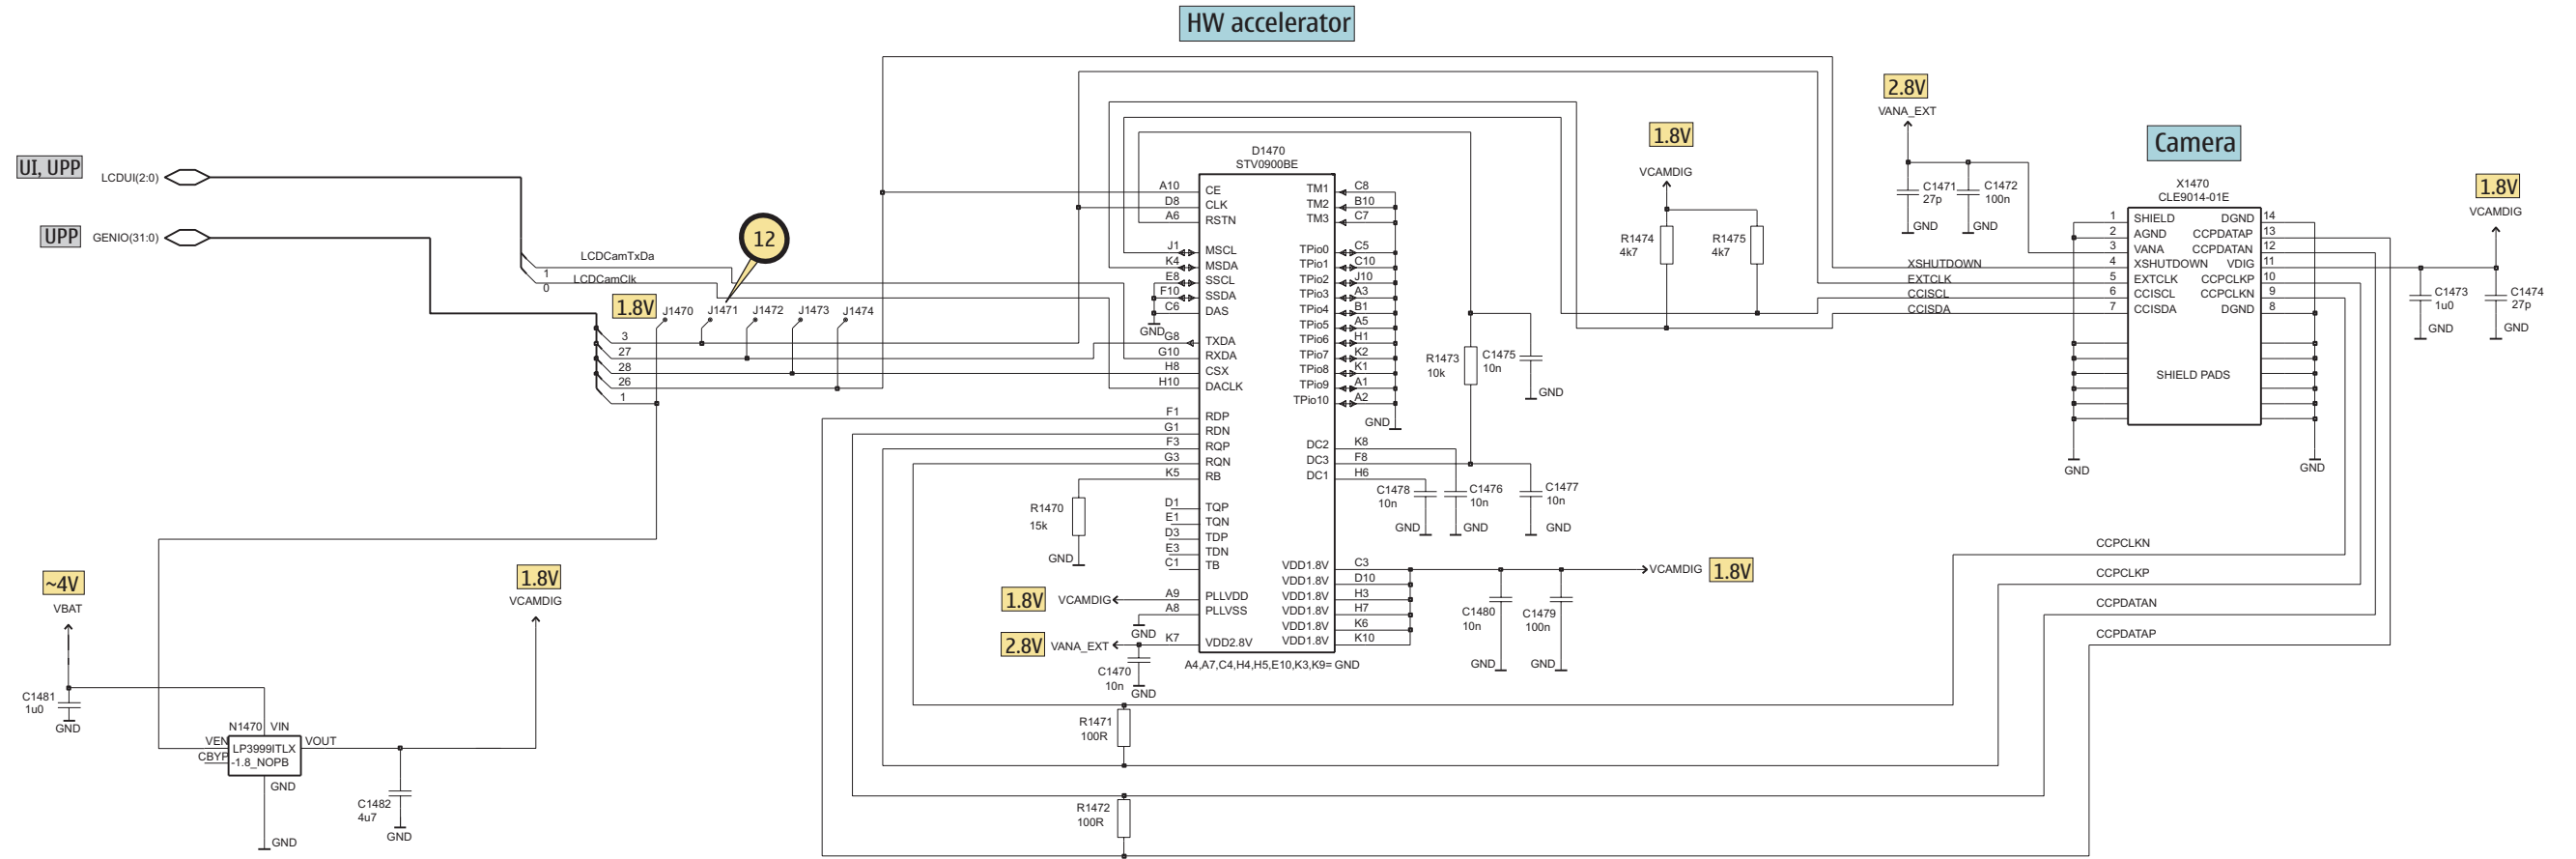 HW accelerator
UI, UPP
LCDUI(2:0)
UPP
GENIO(31:0)
LCDCamTxDa
1
LCDCamClk
0
12
1.8V
J1470
J1471
J1472
J1473
J1474
3
27
28
26
1
D1470
STV0900BE
A10 CE
D8 CLK
A6 RSTN
J1 MSCL
K4 MSDA
E8 SSCL
F10 SSDA
C6 DAS
GND
G8 TXDA
G10 RXDA
H8 CSX
H10 DACLK
F1 RDP
G1 RDN
F3 RQP
G3 RQN
K5 RB
D1 TQP
E1 TQN
D3 TDP
E3 TDN
C1 TB
A9 PLLVDD
A8 PLLVSS
K7 VDD2.8V
TM1 C8
TM2 B10
TM3 C7
TPio0 C5
TPio1 C10
TPio2 J10
TPio3 A3
TPio4 B1
TPio5 A5
TPio6 H1
TPio7 K2
TPio8 K1
TPio9 A1
TPio10 A2
GND
DC2 K8
DC3 F8
DC1 H6
VDD1.8V C3
VDD1.8V D10
VDD1.8V H3
VDD1.8V H7
VDD1.8V K6
VDD1.8V K10
A4,A7,C4,H4,H5,E10,K3,K9= GND
R1470
15k
GND
1.8V
VCAMDIG
GND
2.8V
VANA_EXT
C1470
10n
GND
R1473
10k
C1475
10n
GND
C1478
10n
GND
C1476
10n
GND
C1477
10n
GND
VCAMDIG
1.8V
C1480
10n
GND
C1479
100n
GND
1.8V
VCAMDIG
R1474
4k7
R1475
4k7
2.8V
VANA_EXT
C1471
27p
GND
C1472
100n
GND
XSHUTDOWN
EXTCLK
CCISCL
CCISDA
Camera
X1470
CLE9014-01E
1 SHIELD
2 AGND
3 VANA
4 XSHUTDOWN
5 EXTCLK
6 CCISCL
7 CCISDA
DGND 14
CCPDATAP 13
CCPDATAN 12
VDIG 11
CCPCLKP 10
CCPCLKN 9
DGND 8
SHIELD PADS
GND
GND
1.8V
VCAMDIG
C1473
1u0
GND
C1474
27p
GND
CCPCLKN
CCPCLKP
CCPDATAN
CCPDATAP
R1471
100R
R1472
100R
~4V
VBAT
C1481
1u0
GND
1.8V
VCAMDIG
N1470
VIN
VEN
CBYP
LP3999ITLX
-1.8_NOPB
VOUT
GND
GND
C1482
4u7
GND